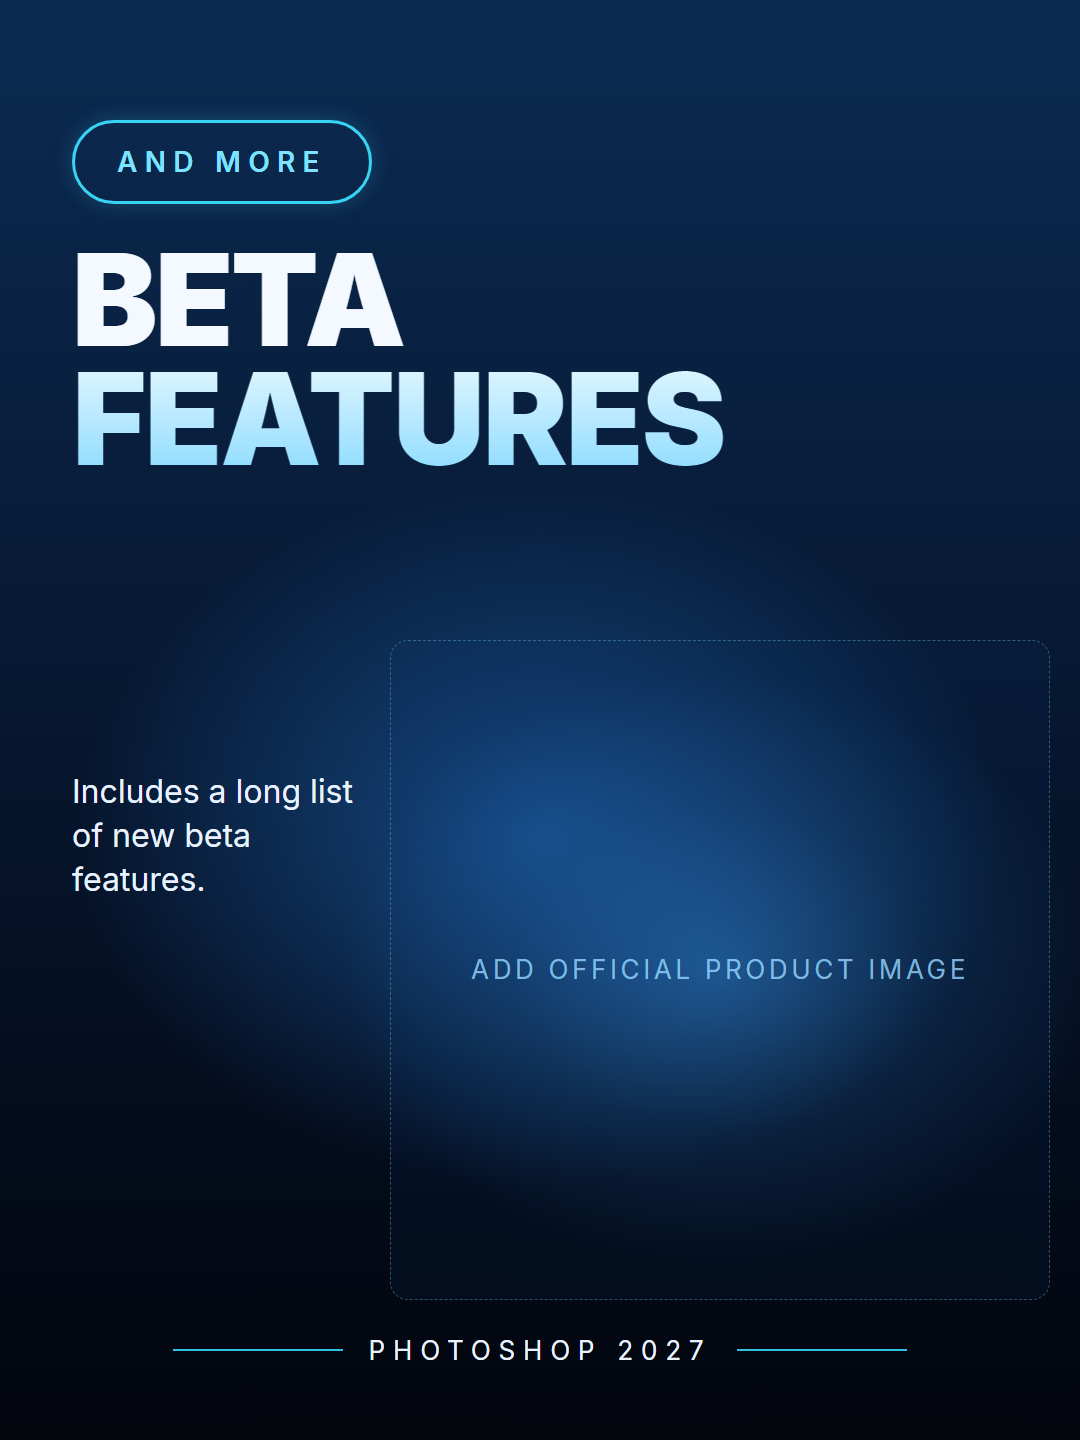 AND MORE
BETA
FEATURES
Includes a long list
of new beta
features.
ADD OFFICIAL PRODUCT IMAGE
PHOTOSHOP 2027